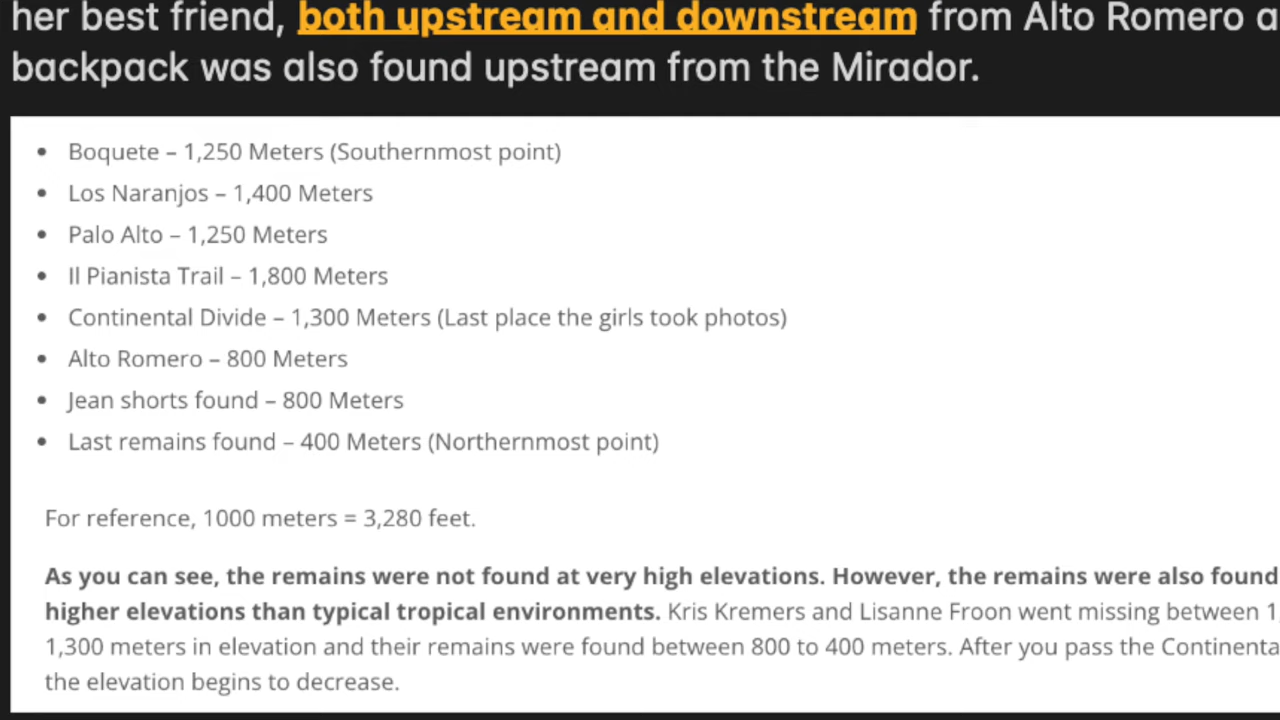 her best friend, both upstream and downstream from Alto Romero a
backpack was also found upstream from the Mirador.
• Boquete – 1,250 Meters (Southernmost point)
• Los Naranjos – 1,400 Meters
• Palo Alto – 1,250 Meters
• Il Pianista Trail – 1,800 Meters
• Continental Divide – 1,300 Meters (Last place the girls took photos)
• Alto Romero – 800 Meters
• Jean shorts found – 800 Meters
• Last remains found – 400 Meters (Northernmost point)
For reference, 1000 meters = 3,280 feet.
As you can see, the remains were not found at very high elevations. However, the remains were also found
higher elevations than typical tropical environments. Kris Kremers and Lisanne Froon went missing between 1,
1,300 meters in elevation and their remains were found between 800 to 400 meters. After you pass the Continenta
the elevation begins to decrease.